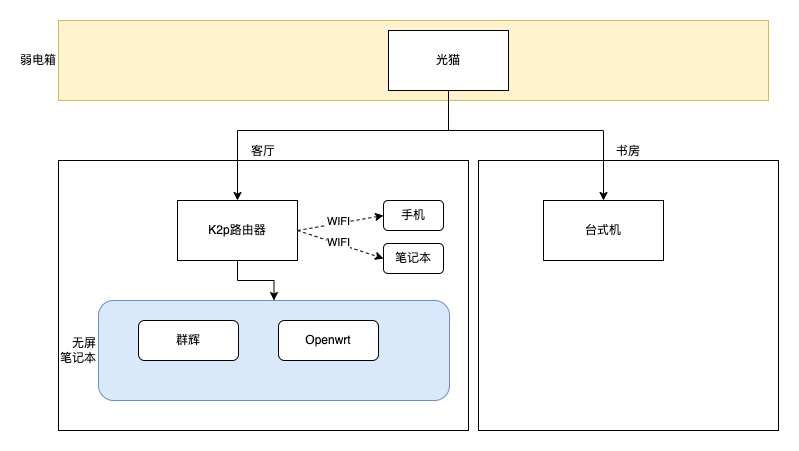 弱电箱
光猫
客厅
书房
K2p路由器
WIFI
手机
WIFI
笔记本
台式机
无屏
笔记本
群辉
Openwrt